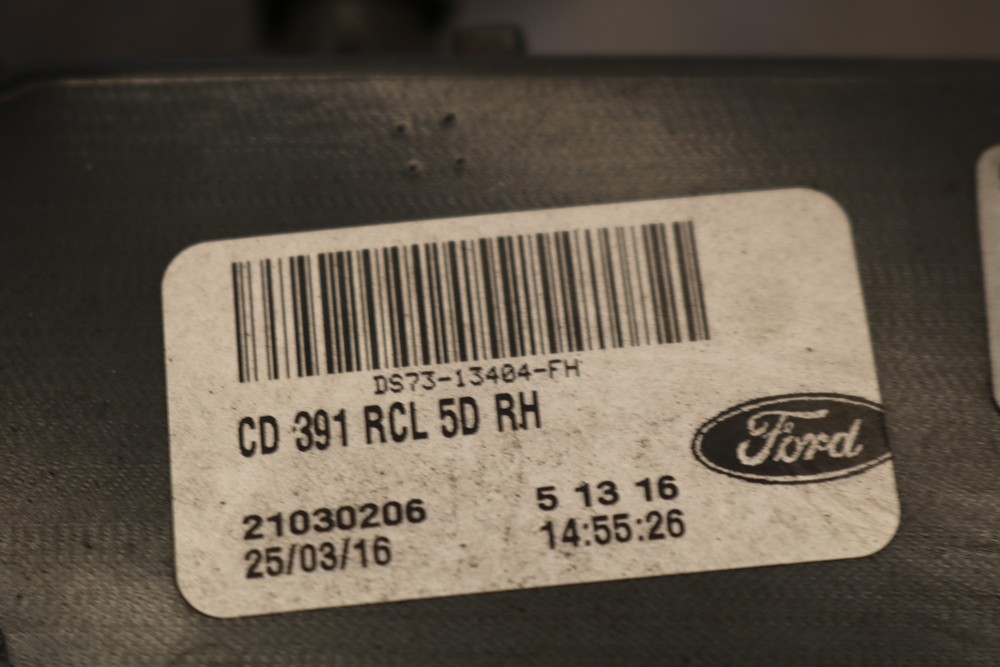 DS73-13404-FH
CD 391 RCL 5D RH
Ford
21030206
5 13 16
25/03/16
14:55:26